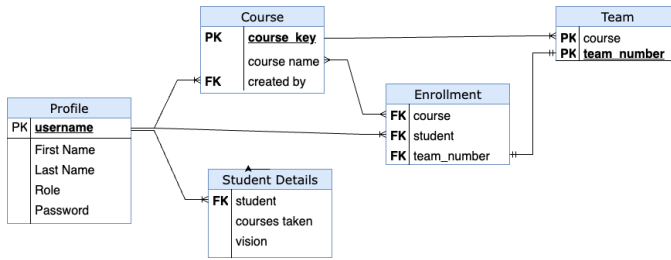 Course
PK course_key
course name
FK created by
Team
PK course
PK team_number
Enrollment
FK course
FK student
FK team_number
Profile
PK username
First Name
Last Name
Role
Password
Student Details
FK student
courses taken
vision